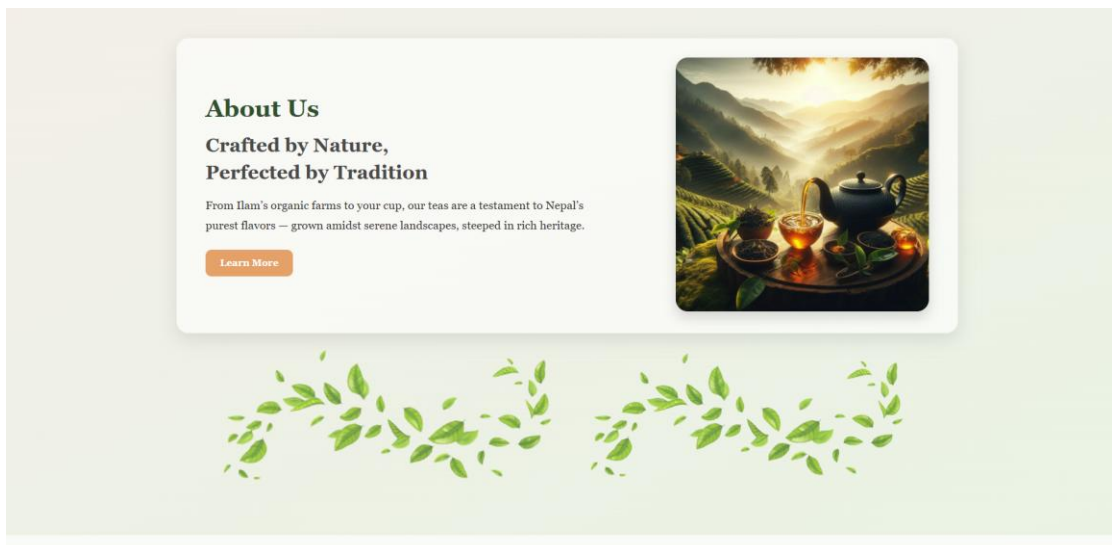 About Us
Crafted by Nature,
Perfected by Tradition
From Ilam's organic farms to your cup, our teas are a testament to Nepal's
purest flavors — grown amidst serene landscapes, steeped in rich heritage.
Learn More